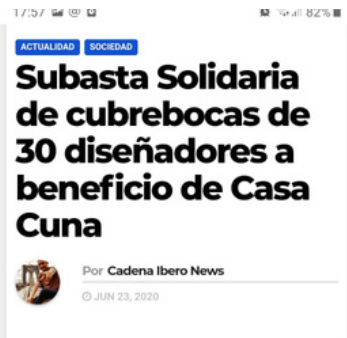 17:57 82%
ACTUALIDAD SOCIEDAD
Subasta Solidaria
de cubrebocas de
30 diseñadores a
beneficio de Casa
Cuna
Por Cadena Ibero News
JUN 23, 2020